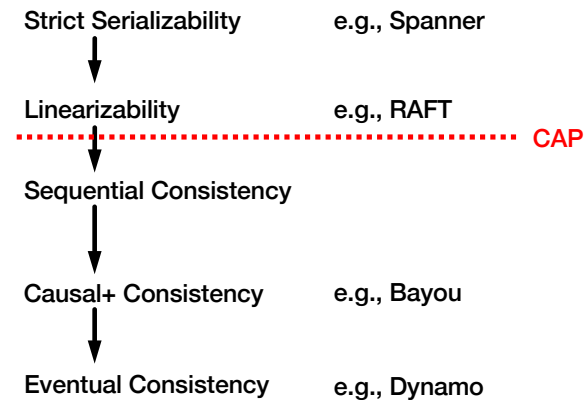 Strict Serializability e.g., Spanner
Linearizability e.g., RAFT
CAP
Sequential Consistency
Causal+ Consistency e.g., Bayou
Eventual Consistency e.g., Dynamo